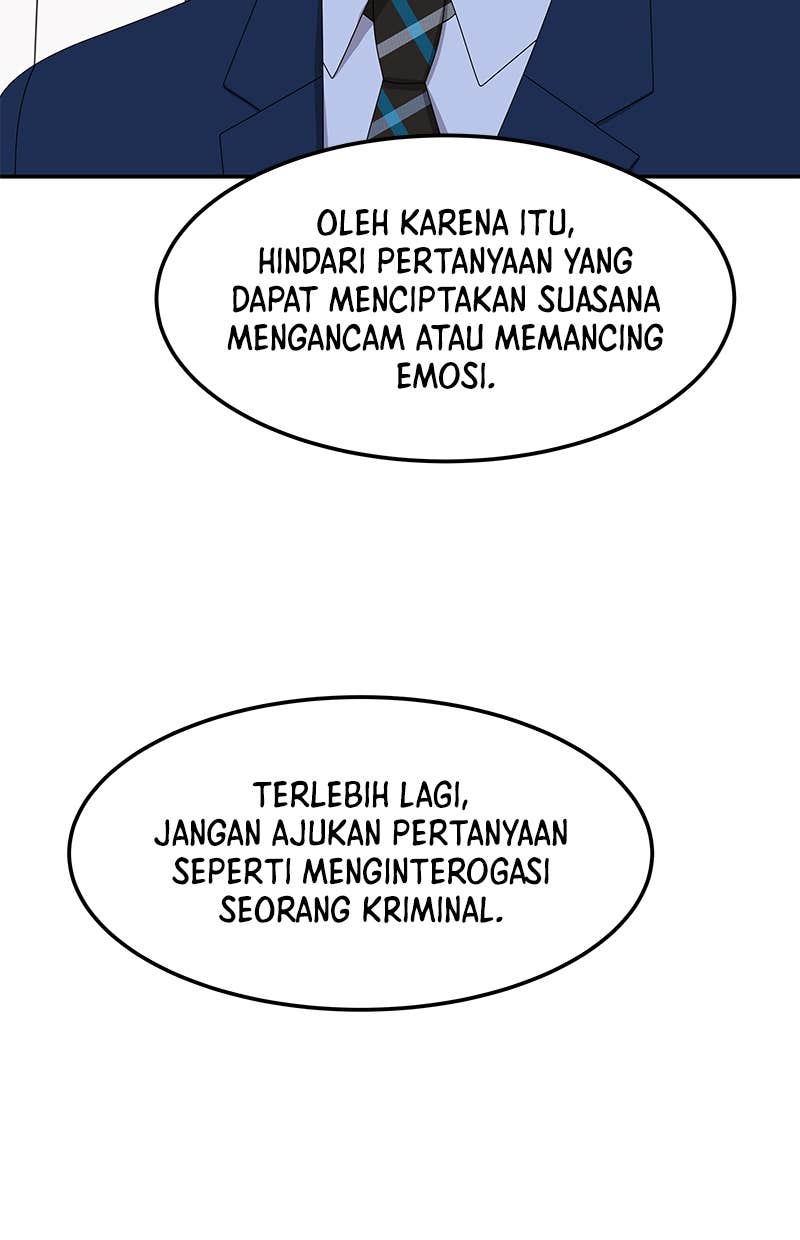 OLEH KARENA ITU,
HINDARI PERTANYAAN YANG
DAPAT MENCIPTAKAN SUASANA
MENGANCAM ATAU MEMANCING
EMOSI.
TERLEBIH LAGI,
JANGAN AJUKAN PERTANYAAN
SEPERTI MENGINTEROGASI
SEORANG KRIMINAL.